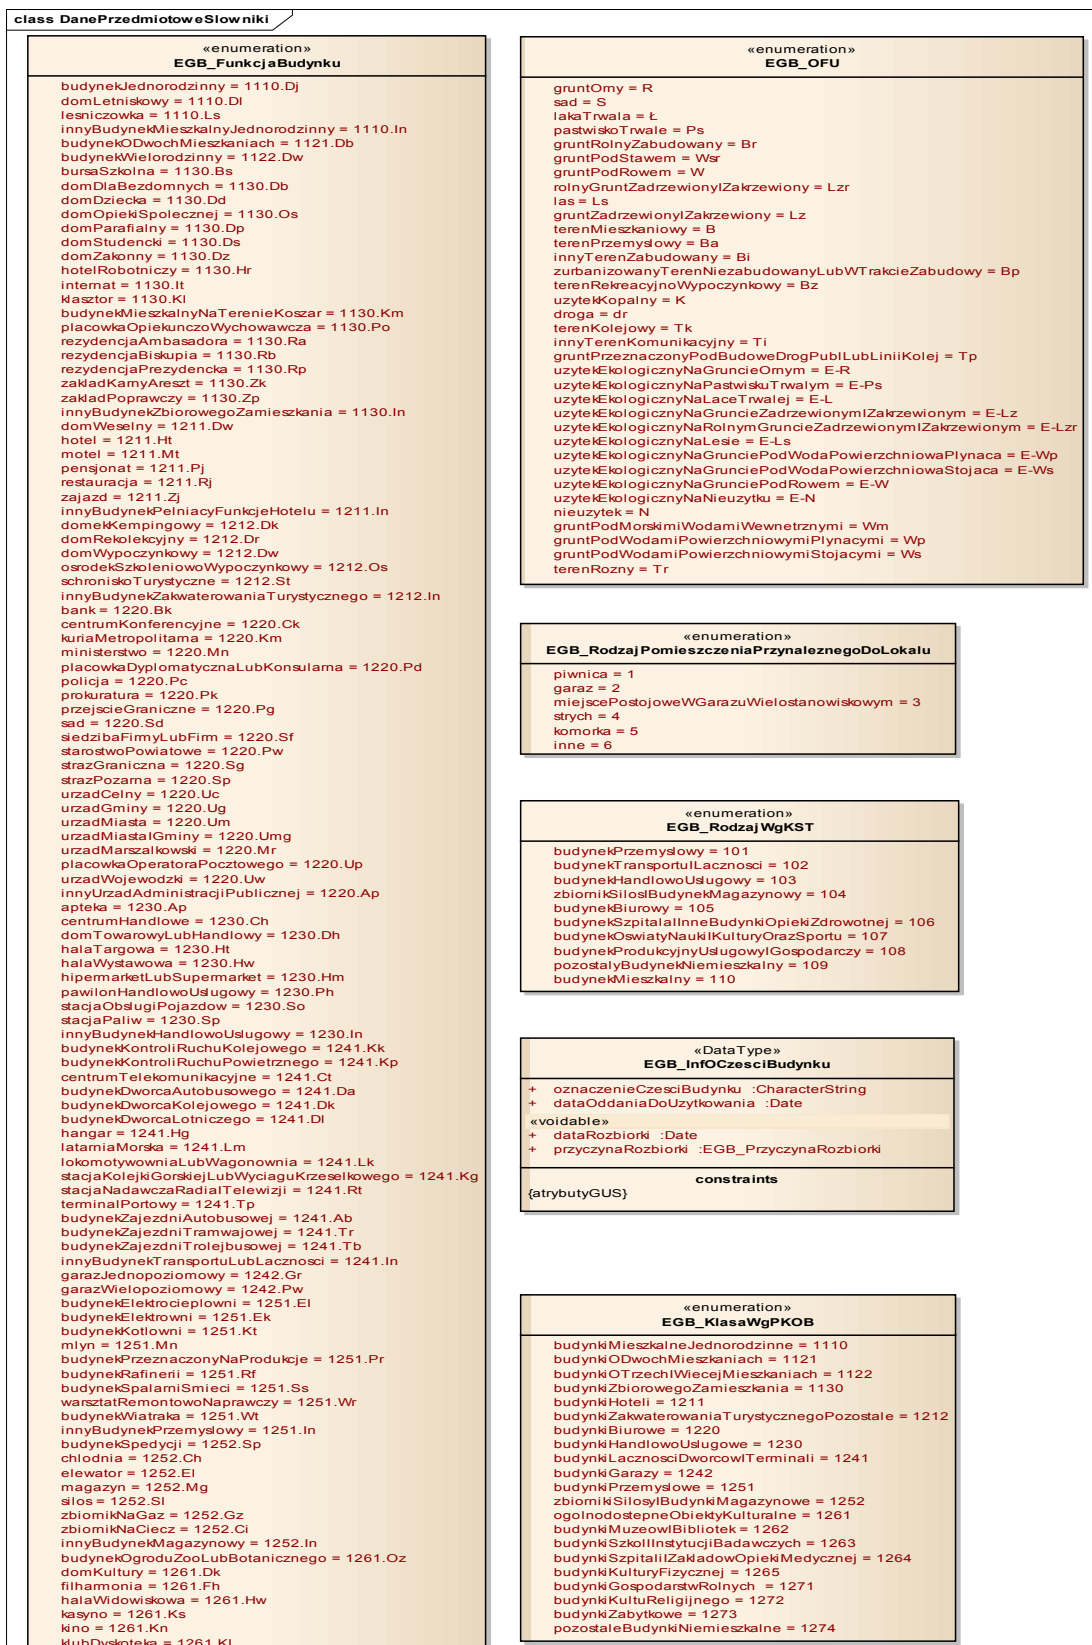 class DanePrzedmiotoweSlowniki
«enumeration»
EGB_FunkcjaBudynku
budynekJednorodzinny = 1110.Dj
domLetniskowy = 1110.Dl
lesniczowka = 1110.Ls
innyBudynekMieszkalnyJednorodzinny = 1110.In
budynekODwochMieszkaniach = 1121.Db
budynekWielorodzinny = 1122.Dw
bursaSzkolna = 1130.Bs
domDlaBezdomnych = 1130.Db
domDziecka = 1130.Dd
domOpiekiSpolecznej = 1130.Os
domParafialny = 1130.Dp
domStudencki = 1130.Ds
domZakonny = 1130.Dz
hotelRobotniczy = 1130.Hr
internat = 1130.It
klasztor = 1130.Kl
budynekMieszkalnyNaTerenieKoszar = 1130.Km
placowkaOpiekunczoWychowawcza = 1130.Po
rezydencjaAmbasadora = 1130.Ra
rezydencjaBiskupia = 1130.Rb
rezydencjaPrezydencka = 1130.Rp
zakladKarnyAreszt = 1130.Zk
zakladPoprawczy = 1130.Zp
innyBudynekZbiorowegoZamieszkania = 1130.In
domWeselny = 1211.Dw
hotel = 1211.Ht
motel = 1211.Mt
pensjonat = 1211.Pj
restauracja = 1211.Rj
zajazd = 1211.Zj
innyBudynekPelniacyFunkcjeHotelu = 1211.In
domekKempingowy = 1212.Dk
domRekolekcyjny = 1212.Dr
domWypoczynkowy = 1212.Dw
osrodekSzkoleniowoWypoczynkowy = 1212.Os
schroniskoTurystyczne = 1212.St
innyBudynekZakwaterowaniaTurystycznego = 1212.In
bank = 1220.Bk
centrumKonferencyjne = 1220.Ck
kuriaMetropolitarna = 1220.Km
ministerstwo = 1220.Mn
placowkaDyplomatycznaLubKonsularna = 1220.Pd
policja = 1220.Pc
prokuratura = 1220.Pk
przejscieGraniczne = 1220.Pg
sad = 1220.Sd
siedzibaFirmyLubFirm = 1220.Sf
starostwoPowiatowe = 1220.Pw
strazGraniczna = 1220.Sg
strazPozarna = 1220.Sp
urzadCelny = 1220.Uc
urzadGminy = 1220.Ug
urzadMiasta = 1220.Um
urzadMiastaIGminy = 1220.Umg
urzadMarszalkowski = 1220.Mr
placowkaOperatoraPocztowego = 1220.Up
urzadWojewodzki = 1220.Uw
innyUrzadAdministracjiPublicznej = 1220.Ap
apteka = 1230.Ap
centrumHandlowe = 1230.Ch
domTowarowyLubHandlowy = 1230.Dh
halaTargowa = 1230.Ht
halaWystawowa = 1230.Hw
hipermarketLubSupermarket = 1230.Hm
pawilonHandlowoUslugowy = 1230.Ph
stacjaObslugiPojazdow = 1230.So
stacjaPaliw = 1230.Sp
innyBudynekHandlowoUslugowy = 1230.In
budynekKontroliRuchuKolejowego = 1241.Kk
budynekKontroliRuchuPowietrznego = 1241.Kp
centrumTelekomunikacyjne = 1241.Ct
budynekDworcaAutobusowego = 1241.Da
budynekDworcaKolejowego = 1241.Dk
budynekDworcaLotniczego = 1241.Dl
hangar = 1241.Hg
latarniaMorska = 1241.Lm
lokomotywowniaLubWagonownia = 1241.Lk
stacjaKolejkiGorskiejLubWyciaguKrzeselkowego = 1241.Kg
stacjaNadawczaRadiaITelewizji = 1241.Rt
terminalPortowy = 1241.Tp
budynekZajezdniAutobusowej = 1241.Ab
budynekZajezdniTramwajowej = 1241.Tr
budynekZajezdniTrolejbusowej = 1241.Tb
innyBudynekTransportuLubLacznosci = 1241.In
garazJednopoziomowy = 1242.Gr
garazWielopoziomowy = 1242.Pw
budynekElektrocieplowni = 1251.El
budynekElektrowni = 1251.Ek
budynekKotlowni = 1251.Kt
mlyn = 1251.Mn
budynekPrzeznaczonyNaProdukcje = 1251.Pr
budynekRafinerii = 1251.Rf
budynekSpalarniSmieci = 1251.Ss
warsztatRemontowoNaprawczy = 1251.Wr
budynekWiatraka = 1251.Wt
innyBudynekPrzemyslowy = 1251.In
budynekSpedycji = 1252.Sp
chlodnia = 1252.Ch
elewator = 1252.El
magazyn = 1252.Mg
silos = 1252.Sl
zbiornikNaGaz = 1252.Gz
zbiornikNaCiecz = 1252.Ci
innyBudynekMagazynowy = 1252.In
budynekOgroduZooLubBotanicznego = 1261.Oz
domKultury = 1261.Dk
filharmonia = 1261.Fh
halaWidowiskowa = 1261.Hw
kasyno = 1261.Ks
kino = 1261.Kn
klubDyskoteka = 1261.Kl
«enumeration»
EGB_OFU
gruntOrny = R
sad = S
lakaTrwala = Ł
pastwiskoTrwale = Ps
gruntRolnyZabudowany = Br
gruntPodStawem = Wsr
gruntPodRowem = W
rolnyGruntZadrzewionyIZakrzewiony = Lzr
las = Ls
gruntZadrzewionyIZakrzewiony = Lz
terenMieszkaniowy = B
terenPrzemyslowy = Ba
innyTerenZabudowany = Bi
zurbanizowanyTerenNiezabudowanyLubWTrakcieZabudowy = Bp
terenRekreacyjnoWypoczynkowy = Bz
uzytekKopalny = K
droga = dr
terenKolejowy = Tk
innyTerenKomunikacyjny = Ti
gruntPrzeznaczonyPodBudoweDrogPublLubLiniiKolej = Tp
uzytekEkologicznyNaGruncieOrnym = E-R
uzytekEkologicznyNaPastwiskuTrwalym = E-Ps
uzytekEkologicznyNaLaceTrwalej = E-L
uzytekEkologicznyNaGruncieZadrzewionymIZakrzewionym = E-Lz
uzytekEkologicznyNaRolnymGruncieZadrzewionymIZakrzewionym = E-Lzr
uzytekEkologicznyNaLesie = E-Ls
uzytekEkologicznyNaGrunciePodWodaPowierzchniowaPlynaca = E-Wp
uzytekEkologicznyNaGrunciePodWodaPowierzchniowaStojaca = E-Ws
uzytekEkologicznyNaGruncjePodRowem = E-W
uzytekEkologicznyNaNieuzytku = E-N
nieuzytek = N
gruntPodMorskimiWodamiWewnetrznymi = Wm
gruntPodWodamiPowierzchniowymiPlynacymi = Wp
gruntPodWodamiPowierzchniowymiStojacymi = Ws
terenRozny = Tr
«enumeration»
EGB_RodzajPomieszczeniaPrzynaleznegoDoLokalu
piwnica = 1
garaz = 2
miejscePostojoweWGarazuWielostanowiskowym = 3
strych = 4
komorka = 5
inne = 6
«enumeration»
EGB_RodzajWgKST
budynekPrzemyslowy = 101
budynekTransportuILacznosci = 102
budynekHandlowoUslugowy = 103
zbiornikSilosIBudynekMagazynowy = 104
budynekBiurowy = 105
budynekSzpitalaIInneBudynkiOpiekiZdrowotnej = 106
budynekOswiatyNaukiIKulturyOrazSportu = 107
budynekProdukcyjnyUslugowyIGospodarczy = 108
pozostalyBudynekNiemieszkalny = 109
budynekMieszkalny = 110
«DataType»
EGB_InfOCzesciBudynku
+ oznaczenieCzesciBudynku :CharacterString
+ dataOddaniaDoUzytkowania :Date
«voidable»
+ dataRozbiorki :Date
+ przyczynaRozbiorki :EGB_PrzyczynaRozbiorki
constraints
{atrybutyGUS}
«enumeration»
EGB_KlasaWgPKOB
budynkiMieszkalneJednorodzinne = 1110
budynkiODwochMieszkaniach = 1121
budynkiOTrzechIWiecejMieszkaniach = 1122
budynkiZbiorowegoZamieszkania = 1130
budynkiHoteli = 1211
budynkiZakwaterowaniaTurystycznegoPozostale = 1212
budynkiBiurowe = 1220
budynkiHandlowoUslugowe = 1230
budynkiLacznosciDworcowITerminali = 1241
budynkiGarazy = 1242
budynkiPrzemyslowe = 1251
zbiornikiSilosyIBudynkiMagazynowe = 1252
ogolnodostepneObiektyKulturalne = 1261
budynkiMuzeowIBibliotek = 1262
budynkiSzkolIInstytucjiBadawczych = 1263
budynkiSzpitaliIZakladowOpiekiMedycznej = 1264
budynkiKulturyFizycznej = 1265
budynkiGospodarstwRolnych = 1271
budynkiKultuReligijnego = 1272
budynkiZabytkowe = 1273
pozostaleBudynkiNiemieszkalne = 1274